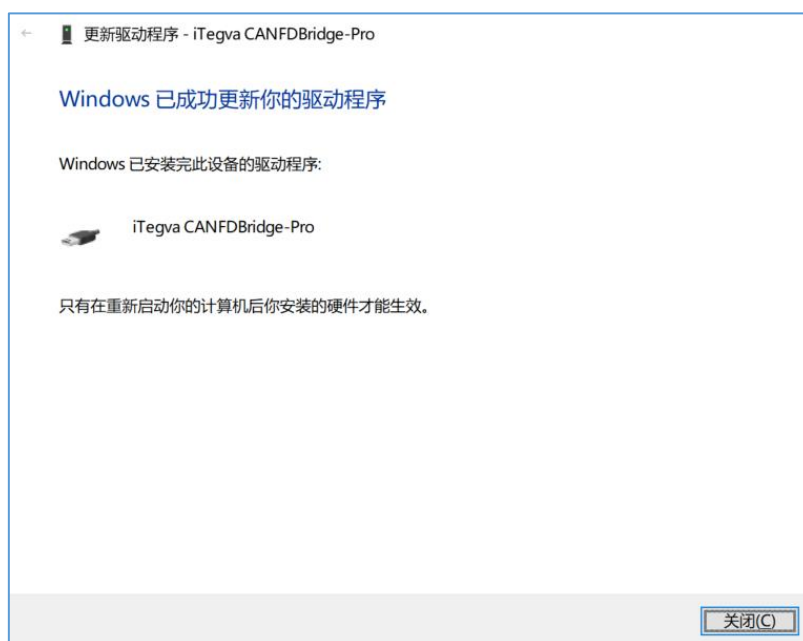 更新驱动程序 - iTegva CANFDBridge-Pro
Windows 已成功更新你的驱动程序
Windows 已安装完此设备的驱动程序:
iTegva CANFDBridge-Pro
只有在重新启动你的计算机后你安装的硬件才能生效。
关闭(C)